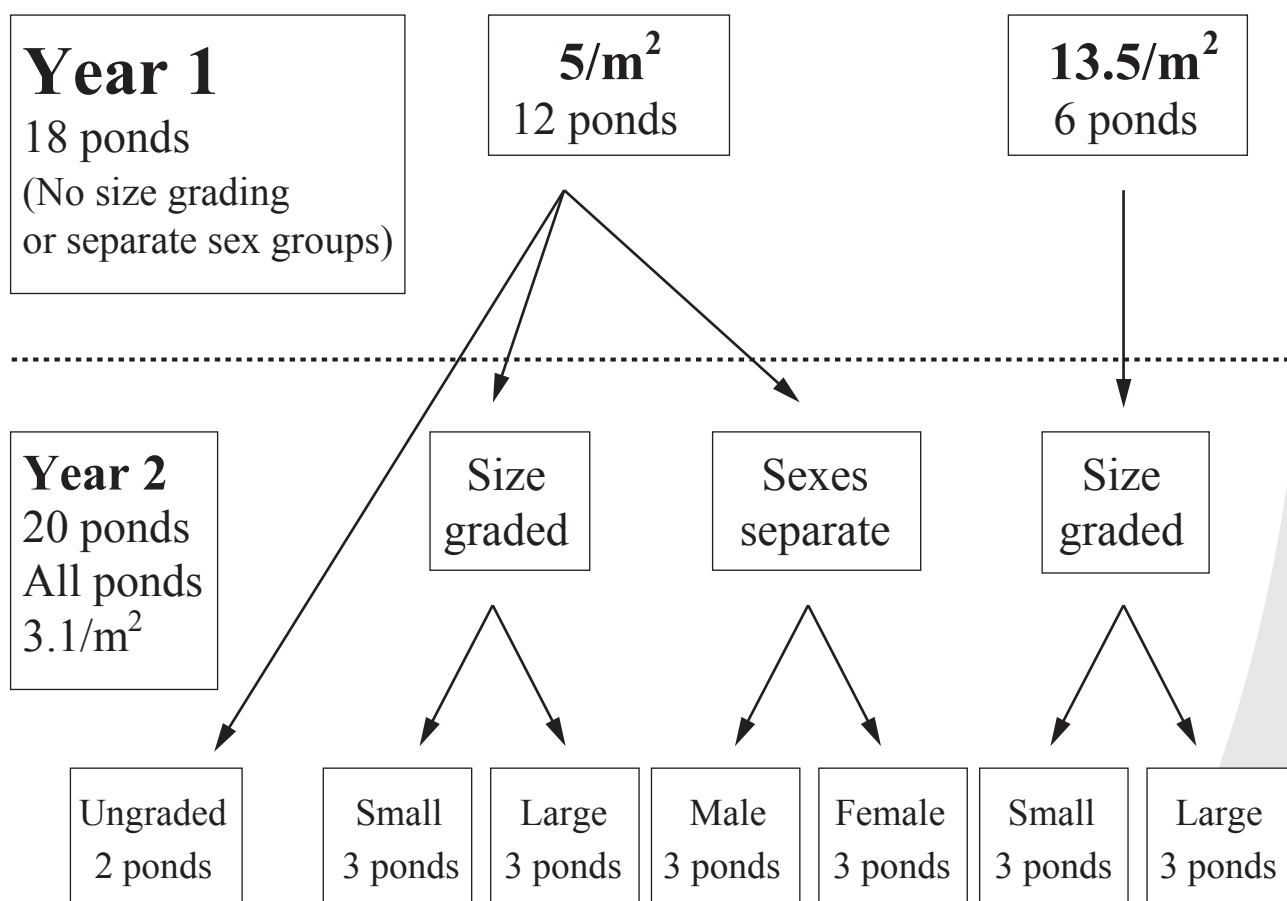 Year 1
18 ponds
(No size grading
or separate sex groups)
5/m²
12 ponds
13.5/m²
6 ponds
Year 2
20 ponds
All ponds
3.1/m²
Size
graded
Sexes
separate
Size
graded
Ungraded
2 ponds
Small
3 ponds
Large
3 ponds
Male
3 ponds
Female
3 ponds
Small
3 ponds
Large
3 ponds